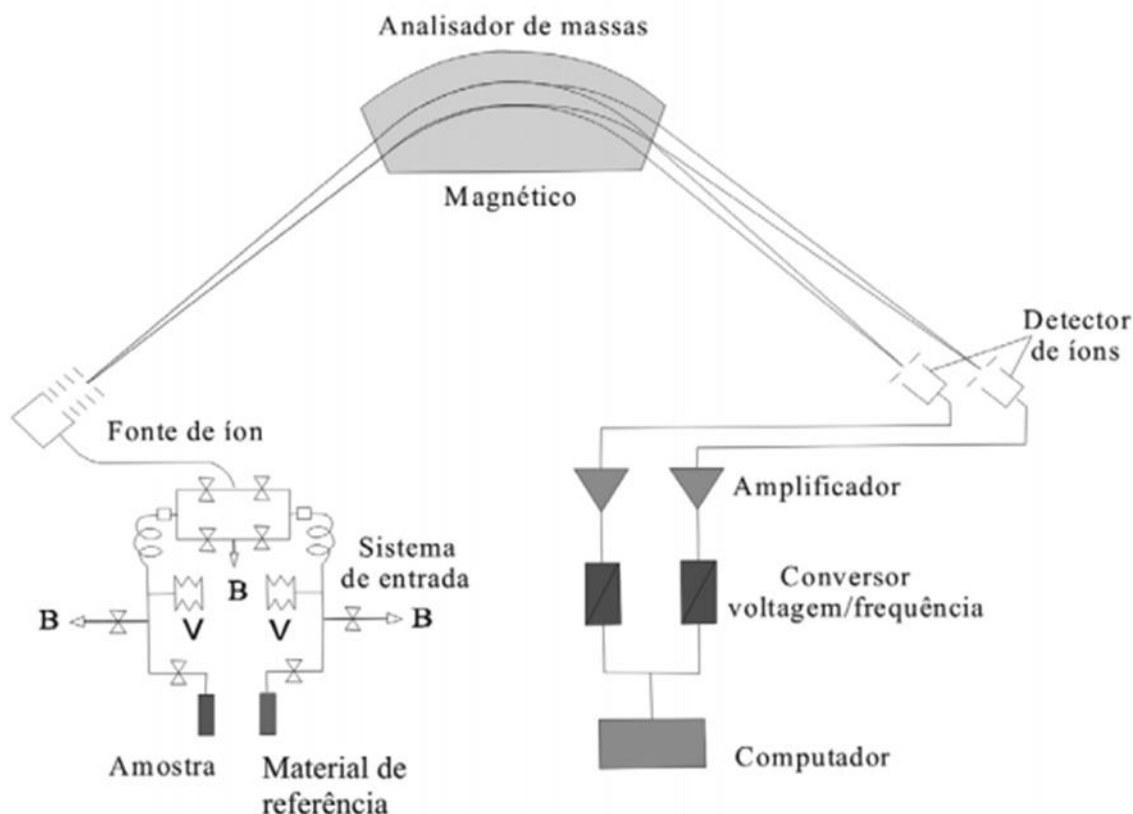 Analisador de massas
Magnético
Detector
de íons
Fonte de íon
Amplificador
Sistema
de entrada
B
B
B
V
V
Conversor
voltagem/frequência
Amostra
Material de
referência
Computador